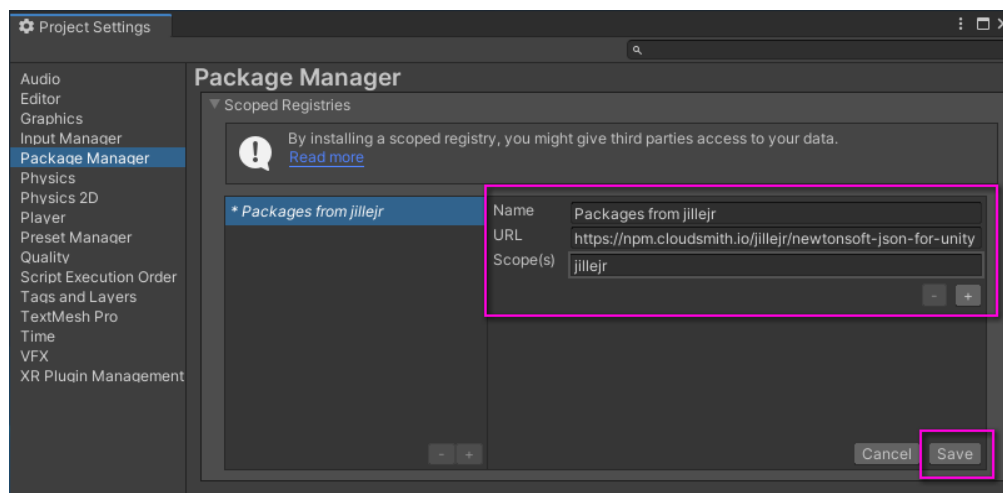 Project Settings
Audio
Editor
Graphics
Input Manager
Package Manager
Physics
Physics 2D
Player
Preset Manager
Quality
Script Execution Order
Tags and Layers
TextMesh Pro
Time
VFX
XR Plugin Management
Package Manager
Scoped Registries
By installing a scoped registry, you might give third parties access to your data.
Read more
* Packages from jillejr
Name Packages from jillejr
URL https://npm.cloudsmith.io/jillejr/newtonsoft-json-for-unity
Scope(s) jillejr
- +
- +
Cancel Save